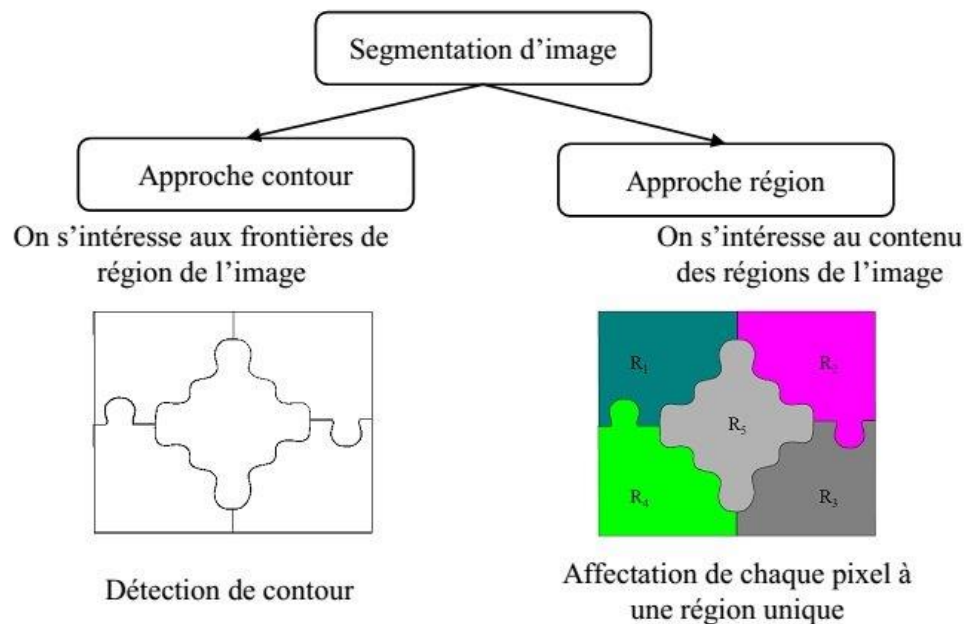 Segmentation d’image
Approche contour
On s’intéresse aux frontières de
région de l’image
Détection de contour
Approche région
On s’intéresse au contenu
des régions de l’image
R1
R2
R5
R4
R3
Affectation de chaque pixel à
une région unique